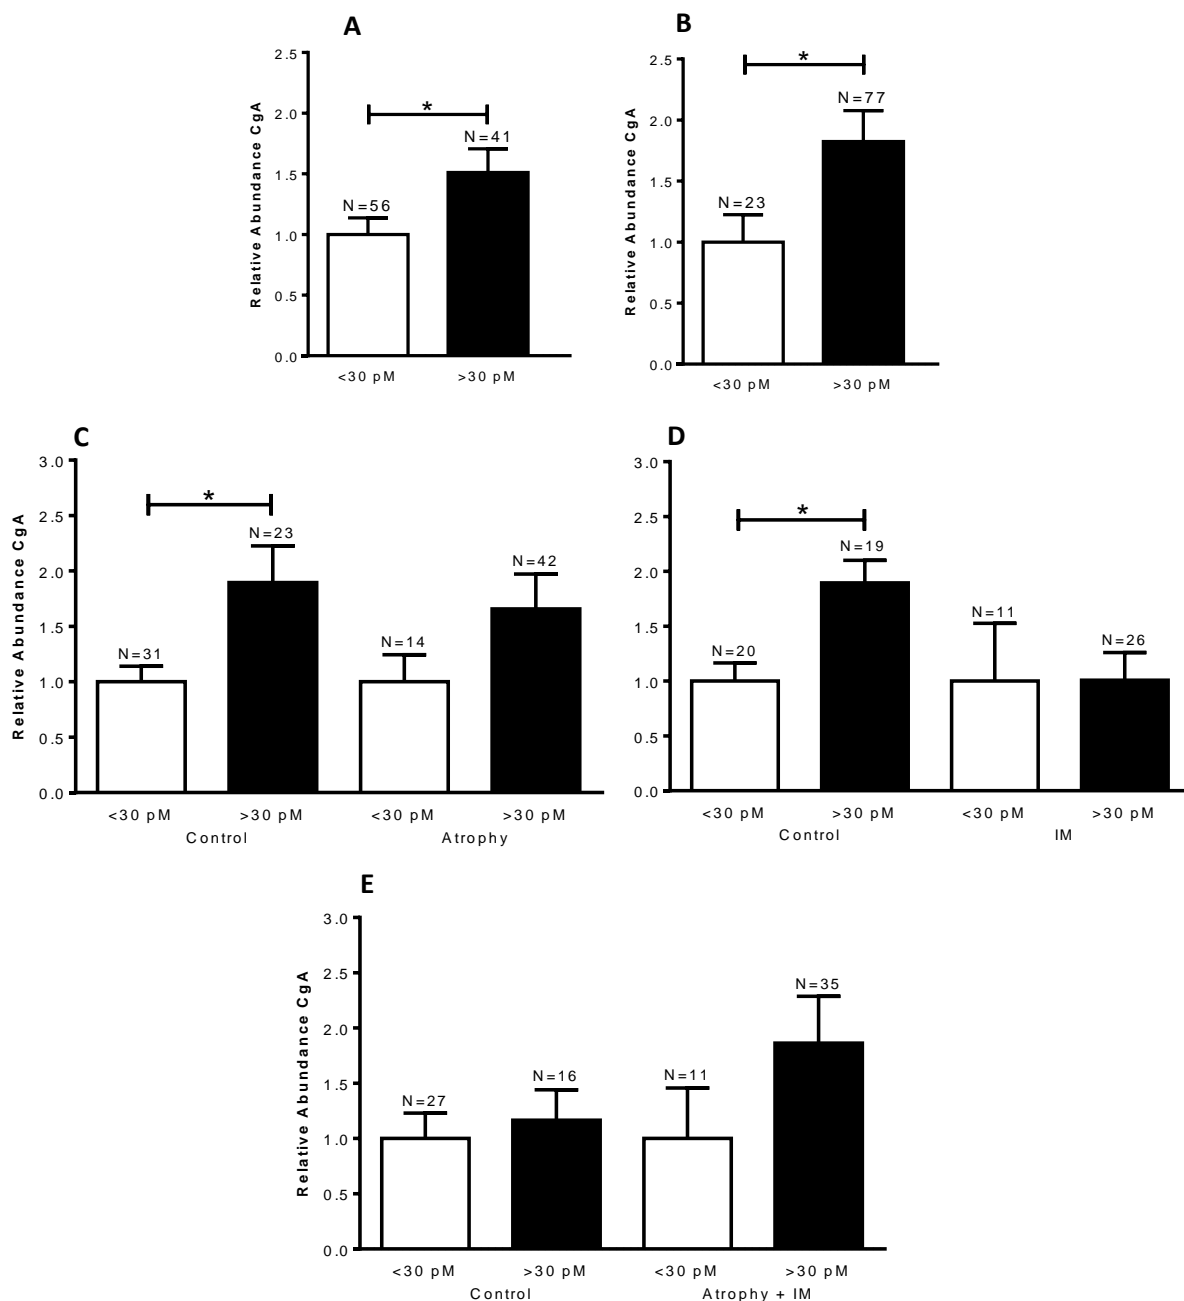 A
Relative Abundance CgA
2.5
2.0
1.5
1.0
0.5
0.0
*
N=56
N=41
<30 pM
>30 pM
B
Relative Abundance CgA
2.5
2.0
1.5
1.0
0.5
0.0
*
N=23
N=77
<30 pM
>30 pM
C
Relative Abundance CgA
3.0
2.5
2.0
1.5
1.0
0.5
0.0
*
N=31
N=23
N=14
N=42
<30 pM
>30 pM
<30 pM
>30 pM
Control
Atrophy
D
3.0
2.5
2.0
1.5
1.0
0.5
0.0
*
N=20
N=19
N=11
N=26
<30 pM
>30 pM
<30 pM
>30 pM
Control
IM
E
Relative Abundance CgA
3.0
2.5
2.0
1.5
1.0
0.5
0.0
N=27
N=16
N=11
N=35
<30 pM
>30 pM
<30 pM
>30 pM
Control
Atrophy + IM